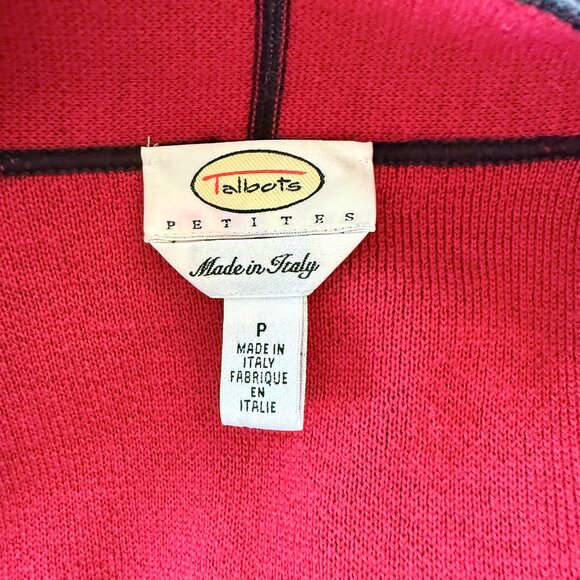 Talbots
PETITES
Made in Italy
P
MADE IN
ITALY
FABRIQUE
EN
ITALIE